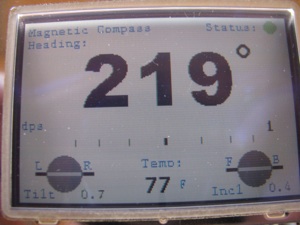 Magnetic Compass Status:
Heading:
219°
dps 1
L R Temp: F B
77 F
Tilt 0.7 Incl 0.4